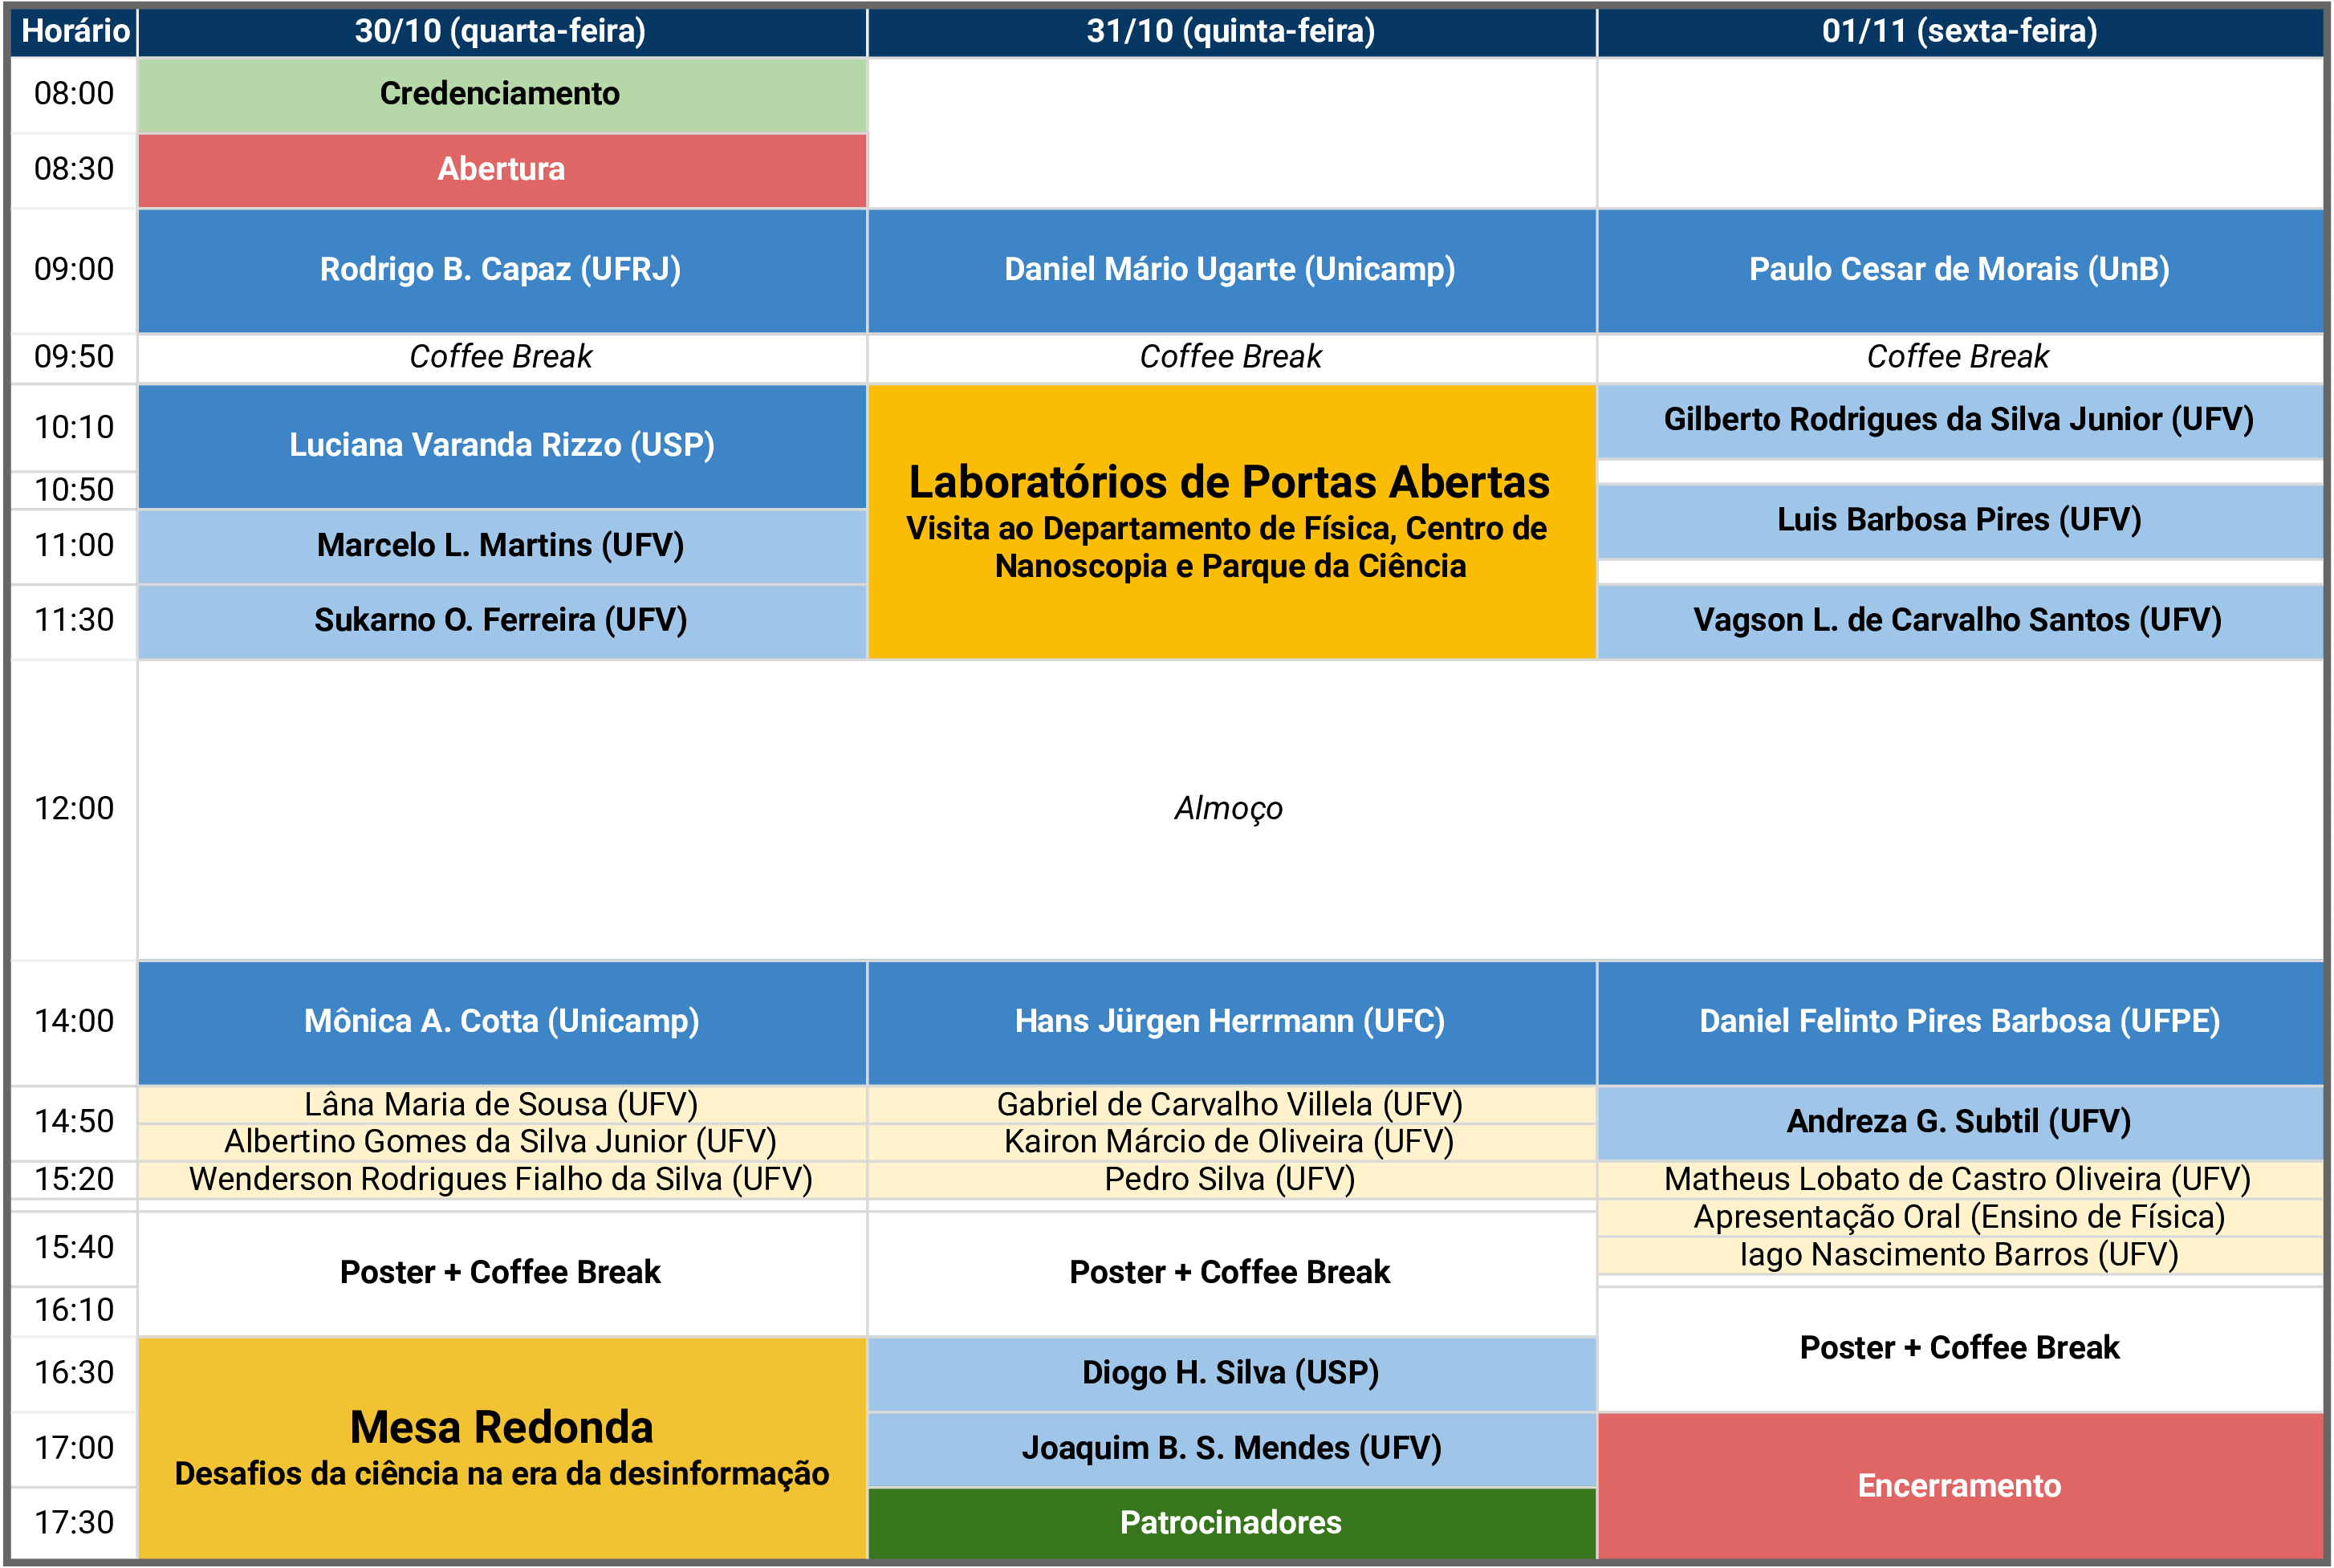 Horário 30/10 (quarta-feira) 31/10 (quinta-feira) 01/11 (sexta-feira)
08:00 Credenciamento
08:30 Abertura
09:00 Rodrigo B. Capaz (UFRJ) Daniel Mário Ugarte (Unicamp) Paulo Cesar de Morais (UnB)
09:50 Coffee Break Coffee Break Coffee Break
10:10 Luciana Varanda Rizzo (USP) Gilberto Rodrigues da Silva Junior (UFV)
Laboratórios de Portas Abertas
10:50
Visita ao Departamento de Física, Centro de
Nanoscopia e Parque da Ciência
Luis Barbosa Pires (UFV)
11:00 Marcelo L. Martins (UFV)
11:30 Sukarno O. Ferreira (UFV) Vagson L. de Carvalho Santos (UFV)
12:00 Almoço
14:00 Mônica A. Cotta (Unicamp) Hans Jürgen Herrmann (UFC) Daniel Felinto Pires Barbosa (UFPE)
14:50 Lâna Maria de Sousa (UFV) Gabriel de Carvalho Villela (UFV) Andreza G. Subtil (UFV)
Albertino Gomes da Silva Junior (UFV) Kairon Márcio de Oliveira (UFV)
15:20 Wenderson Rodrigues Fialho da Silva (UFV) Pedro Silva (UFV) Matheus Lobato de Castro Oliveira (UFV)
Apresentação Oral (Ensino de Física)
15:40 Iago Nascimento Barros (UFV)
Poster + Coffee Break Poster + Coffee Break
16:10
Poster + Coffee Break
16:30 Diogo H. Silva (USP)
Mesa Redonda
17:00 Joaquim B. S. Mendes (UFV)
Desafios da ciência na era da desinformação
Encerramento
17:30 Patrocinadores